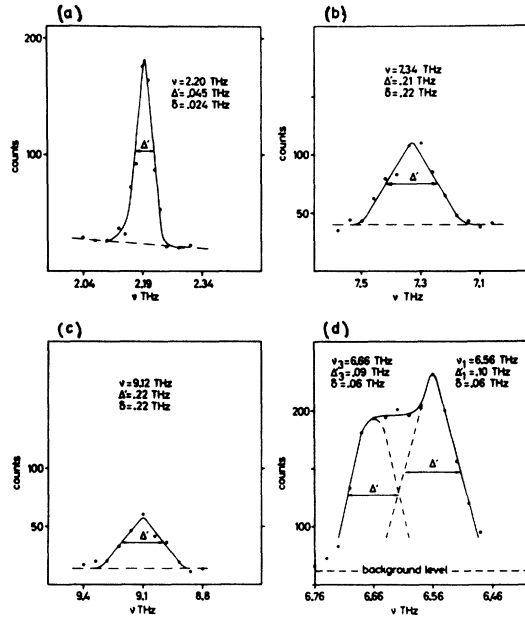 (a)
200
100
counts
ν = 2.20 THz
Δ' = .045 THz
δ = .024 THz
Δ'
2.04 2.19 2.34
ν THz
(b)
ν = 7.34 THz
Δ' = .21 THz
δ = .22 THz
100
50
counts
Δ'
7.5 7.3 7.1
ν THz
(c)
ν = 9.12 THz
Δ' = .22 THz
δ = .22 THz
100
50
counts
Δ'
9.4 9.1 8.8
ν THz
(d)
ν3 = 6.66 THz
Δ'3 = .09 THz
δ = .06 THz
ν1 = 6.56 THz
Δ'1 = .10 THz
δ = .06 THz
200
100
counts
Δ'
Δ'
background level
6.76 6.66 6.56 6.46
ν THz